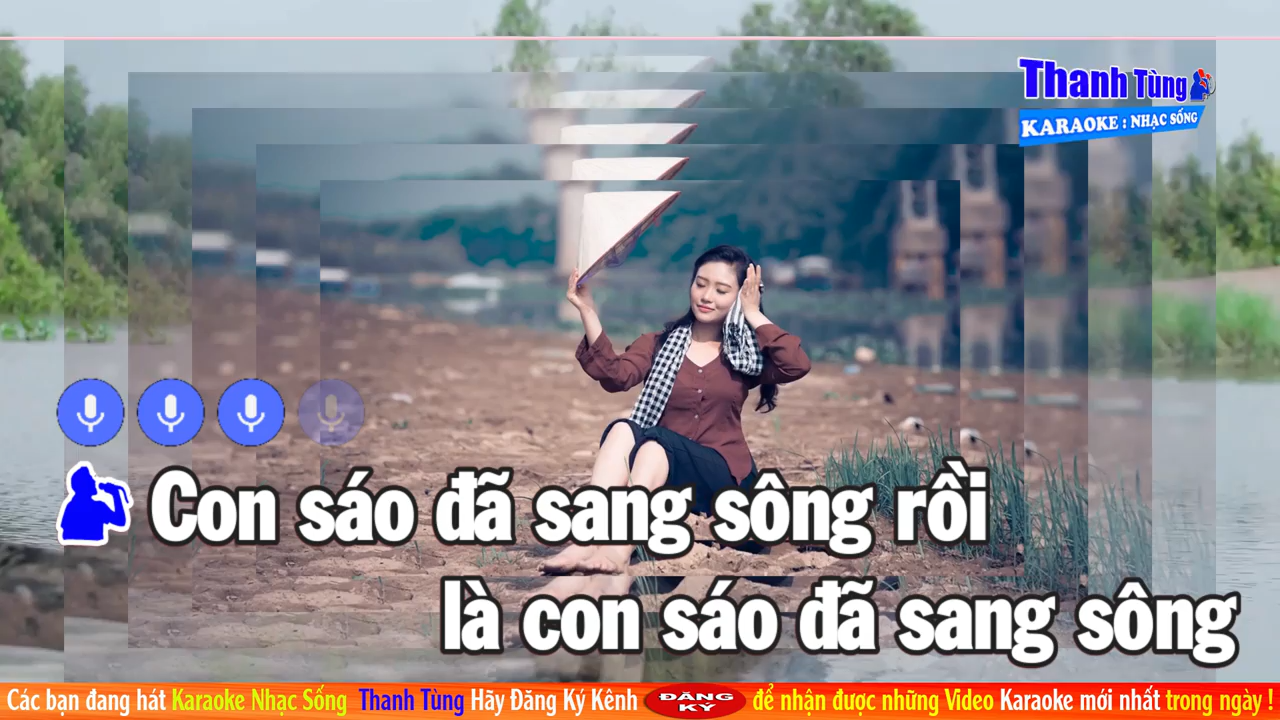 Thanh Tùng
KARAOKE : NHẠC SỐNG
Con sáo đã sang sông rồi
là con sáo đã sang sông
Các bạn đang hát Karaoke Nhạc Sống Thanh Tùng Hãy Đăng Ký Kênh ĐĂNG KÝ để nhận được những Video Karaoke mới nhất trong ngày !